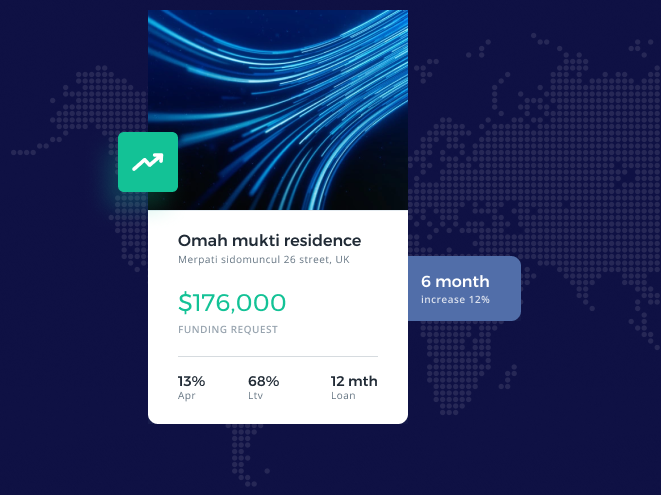 Omah mukti residence
Merpati sidomuncul 26 street, UK
$176,000
FUNDING REQUEST
6 month
increase 12%
13% 68% 12 mth
Apr Ltv Loan